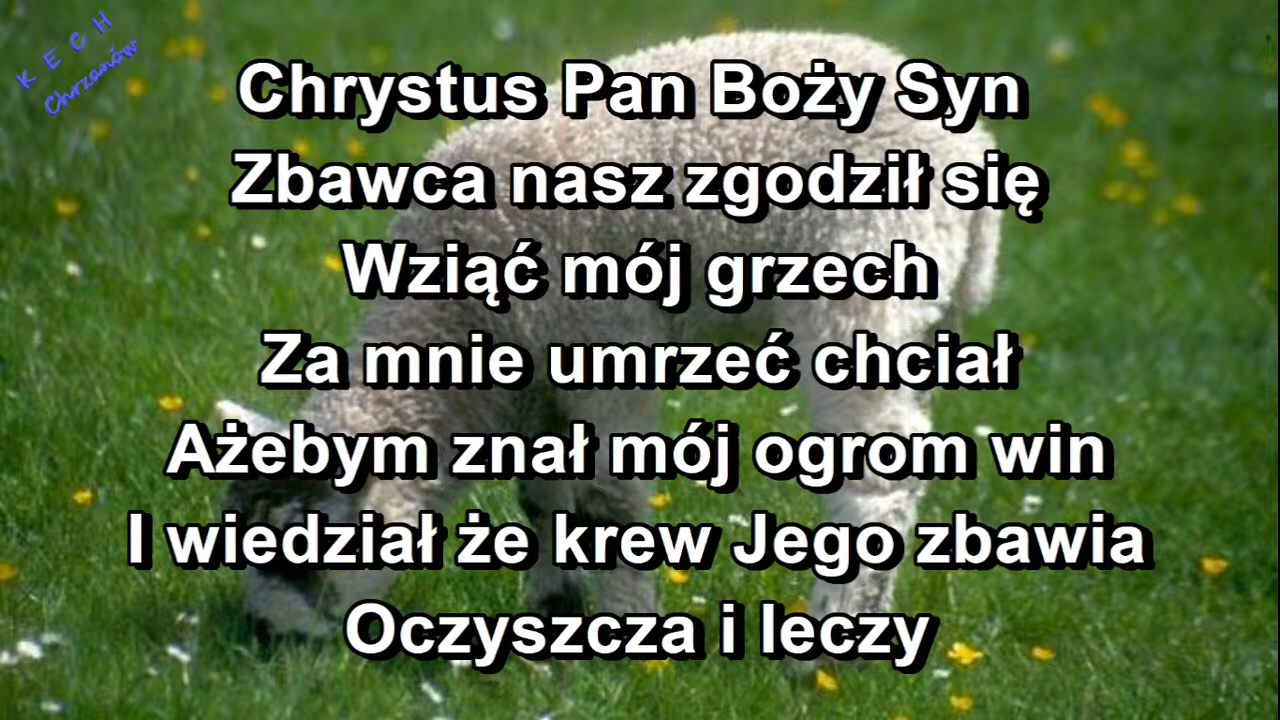 K E C H
Chrzanów
Chrystus Pan Boży Syn
Zbawca nasz zgodził się
Wziąć mój grzech
Za mnie umrzeć chciał
Ażebym znał mój ogrom win
I wiedział że krew Jego zbawia
Oczyszcza i leczy